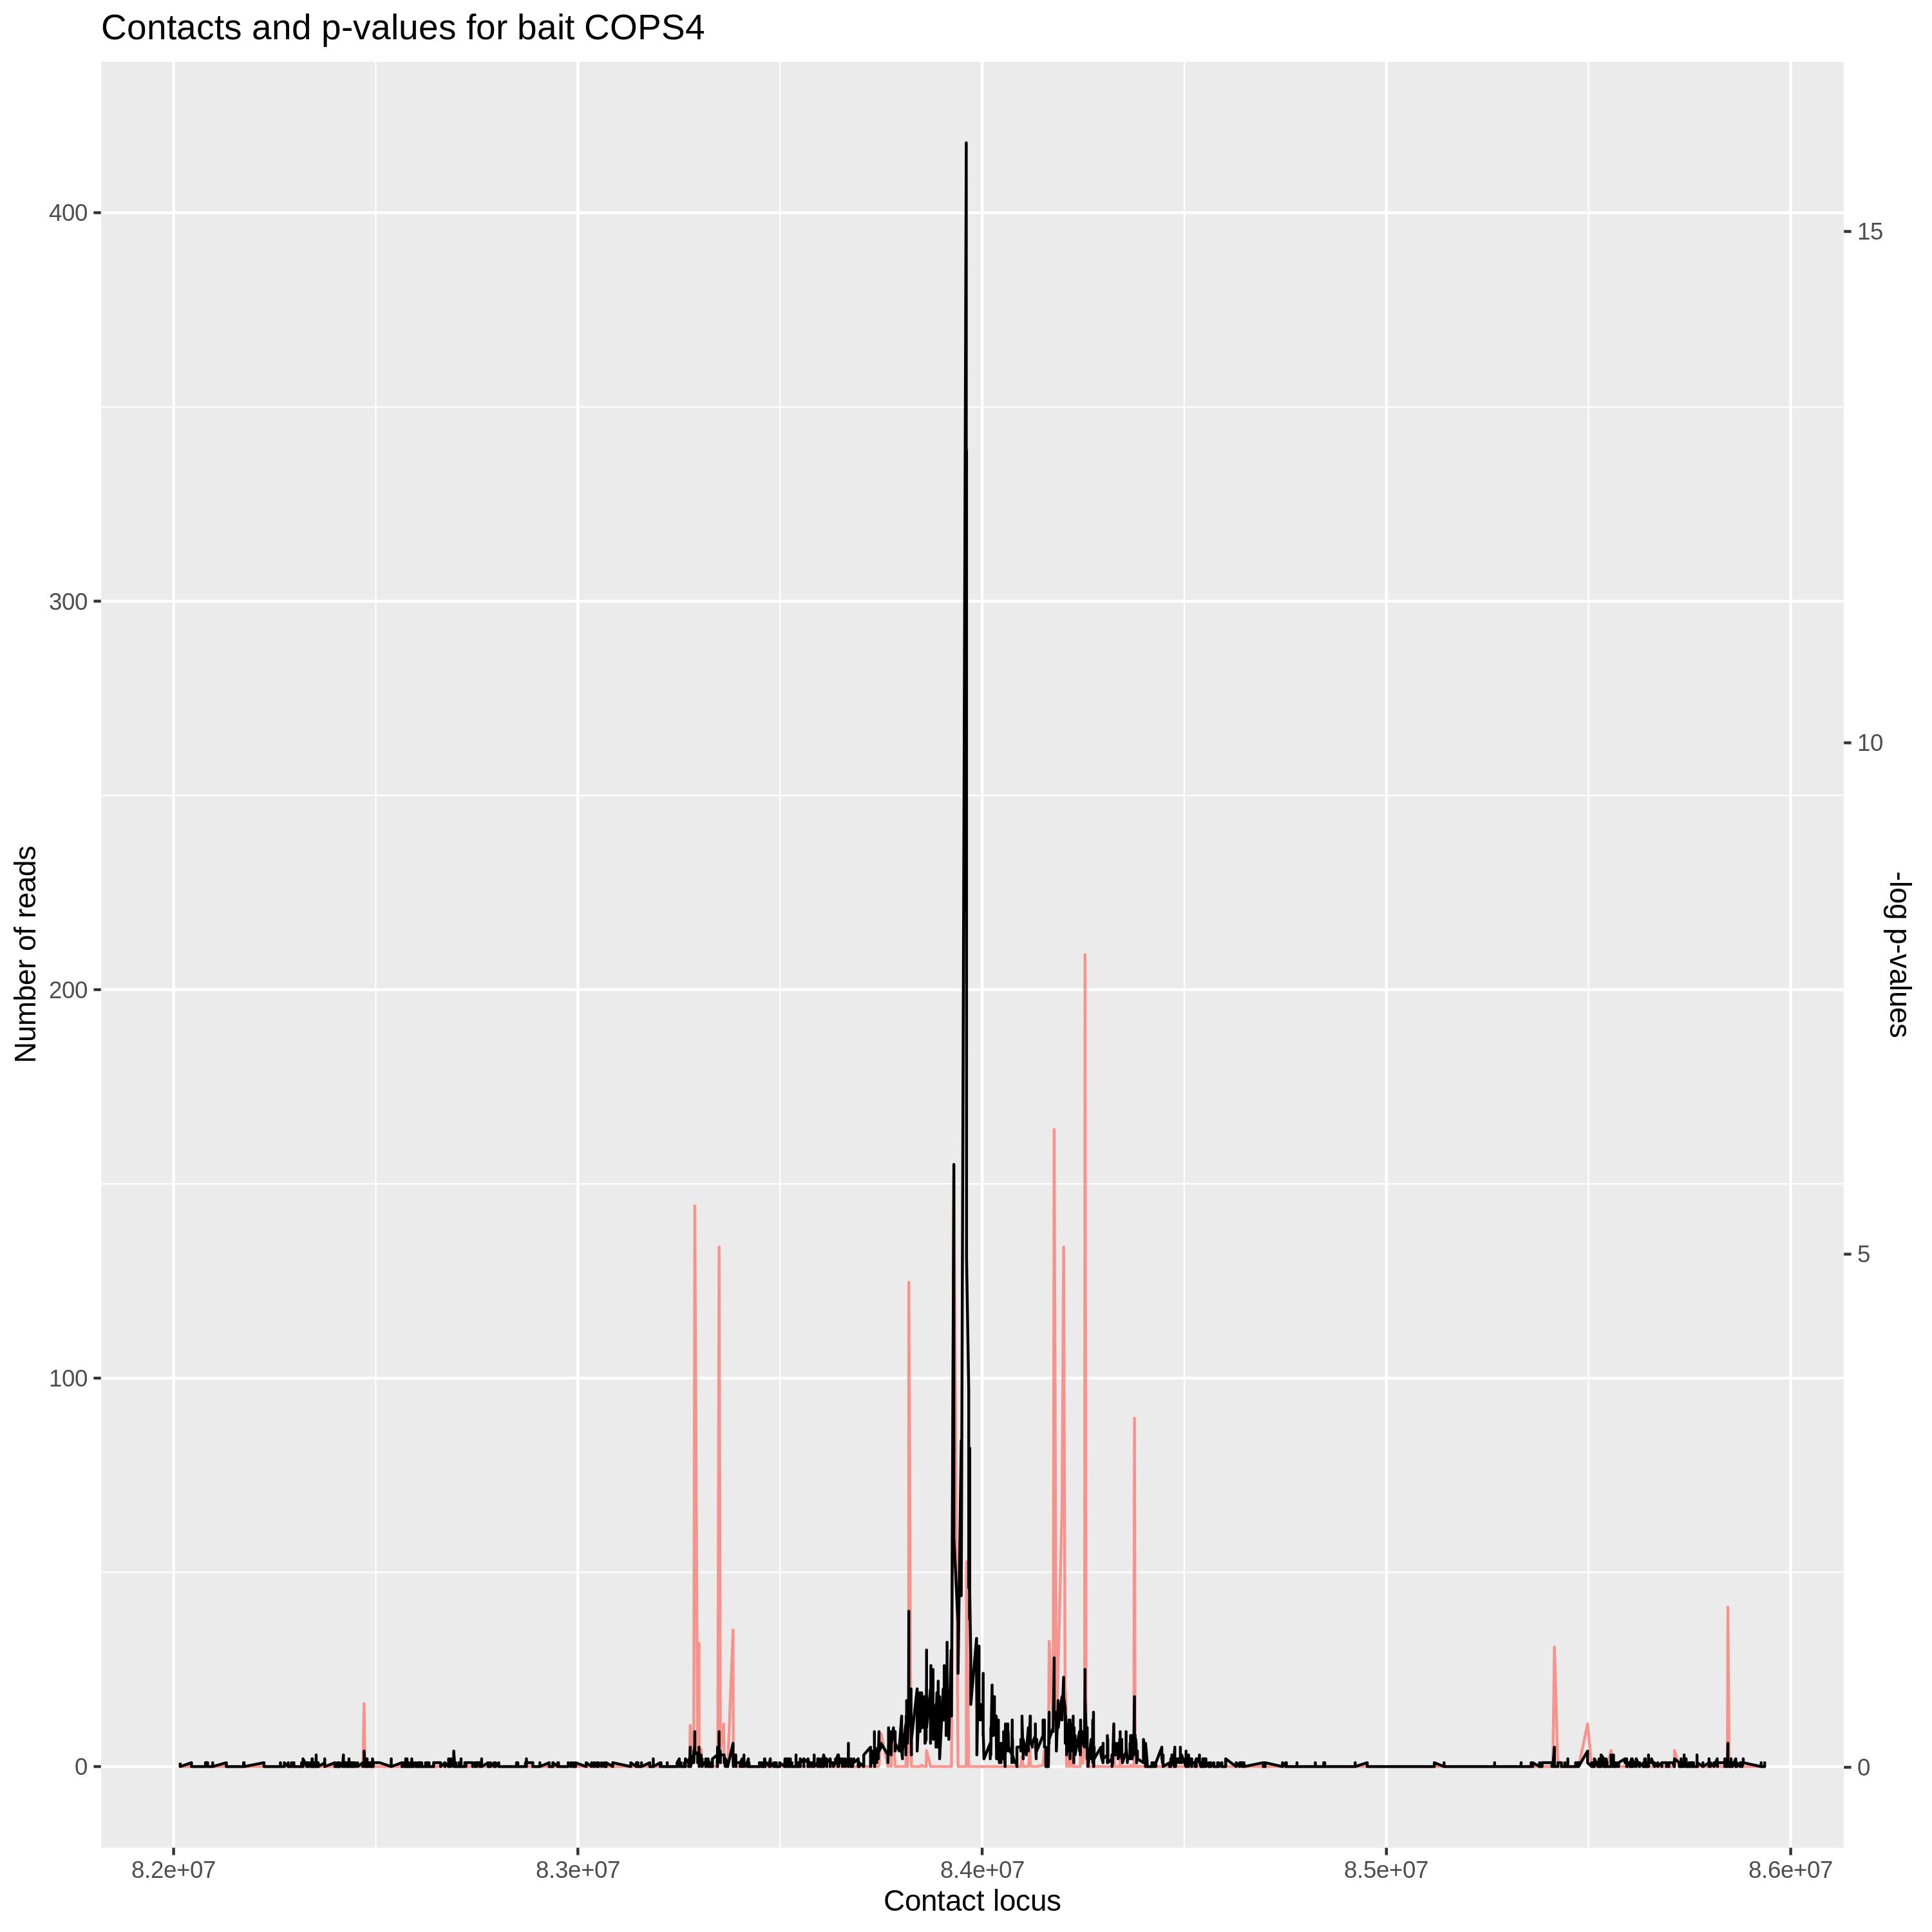 Contacts and p-values for bait COPS4
400
300
200
100
0
15
10
5
0
Number of reads
-log p-values
8.2e+07
8.3e+07
8.4e+07
8.5e+07
8.6e+07
Contact locus